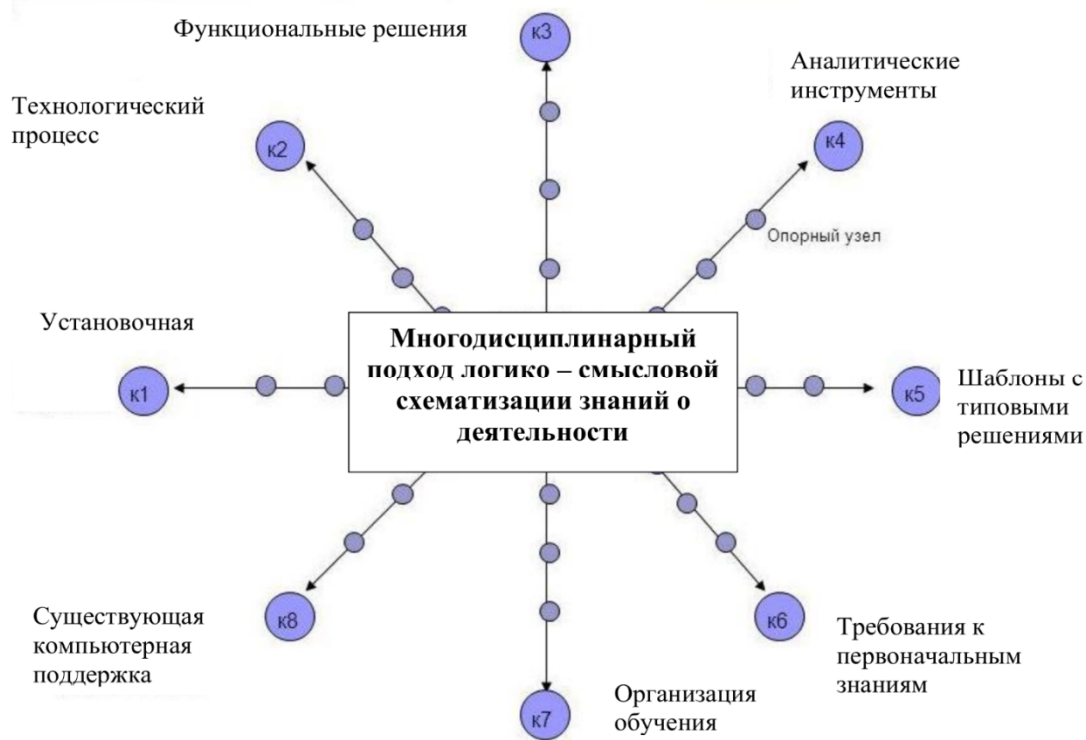 Функциональные решения
к3
Аналитические
инструменты
Технологический
процесс
к2
к4
Опорный узел
Установочная
к1
Многодисциплинарный
подход логико – смысловой
схематизации знаний о
деятельности
к5
Шаблоны с
типовыми
решениями
Существующая
компьютерная
поддержка
к8
к6
Требования к
первоначальным
знаниям
к7
Организация
обучения